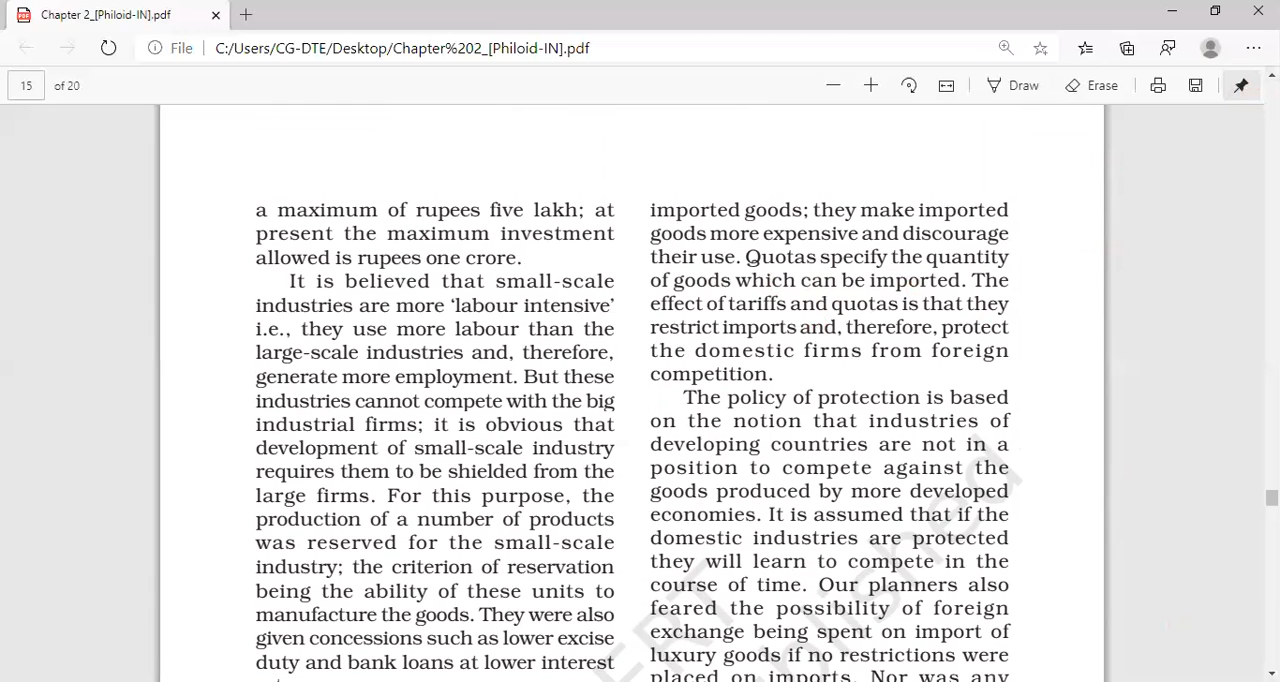 Chapter 2_[Philoid-IN].pdf
File
C:/Users/CG-DTE/Desktop/Chapter%202_[Philoid-IN].pdf
15
of 20
Draw
Erase
a maximum of rupees five lakh; at
present the maximum investment
allowed is rupees one crore.
It is believed that small-scale
industries are more ‘labour intensive’
i.e., they use more labour than the
large-scale industries and, therefore,
generate more employment. But these
industries cannot compete with the big
industrial firms; it is obvious that
development of small-scale industry
requires them to be shielded from the
large firms. For this purpose, the
production of a number of products
was reserved for the small-scale
industry; the criterion of reservation
being the ability of these units to
manufacture the goods. They were also
given concessions such as lower excise
duty and bank loans at lower interest
imported goods; they make imported
goods more expensive and discourage
their use. Quotas specify the quantity
of goods which can be imported. The
effect of tariffs and quotas is that they
restrict imports and, therefore, protect
the domestic firms from foreign
competition.
The policy of protection is based
on the notion that industries of
developing countries are not in a
position to compete against the
goods produced by more developed
economies. It is assumed that if the
domestic industries are protected
they will learn to compete in the
course of time. Our planners also
feared the possibility of foreign
exchange being spent on import of
luxury goods if no restrictions were
placed on imports. Nor was any